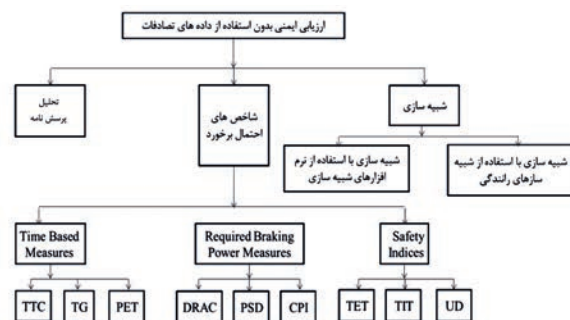 ارزیابی ایمنی بدون استفاده از داده های تصادفات
شبیه سازی
شاخص های
احتمال برخورد
تحلیل
پرسش نامه
شبیه سازی با استفاده از شبیه
سازهای رانندگی
شبیه سازی با استفاده از نرم
افزارهای شبیه سازی
Time Based
Measures
Required Braking
Power Measures
Safety
Indices
TTC
TG
PET
DRAC
PSD
CPI
TET
TIT
UD